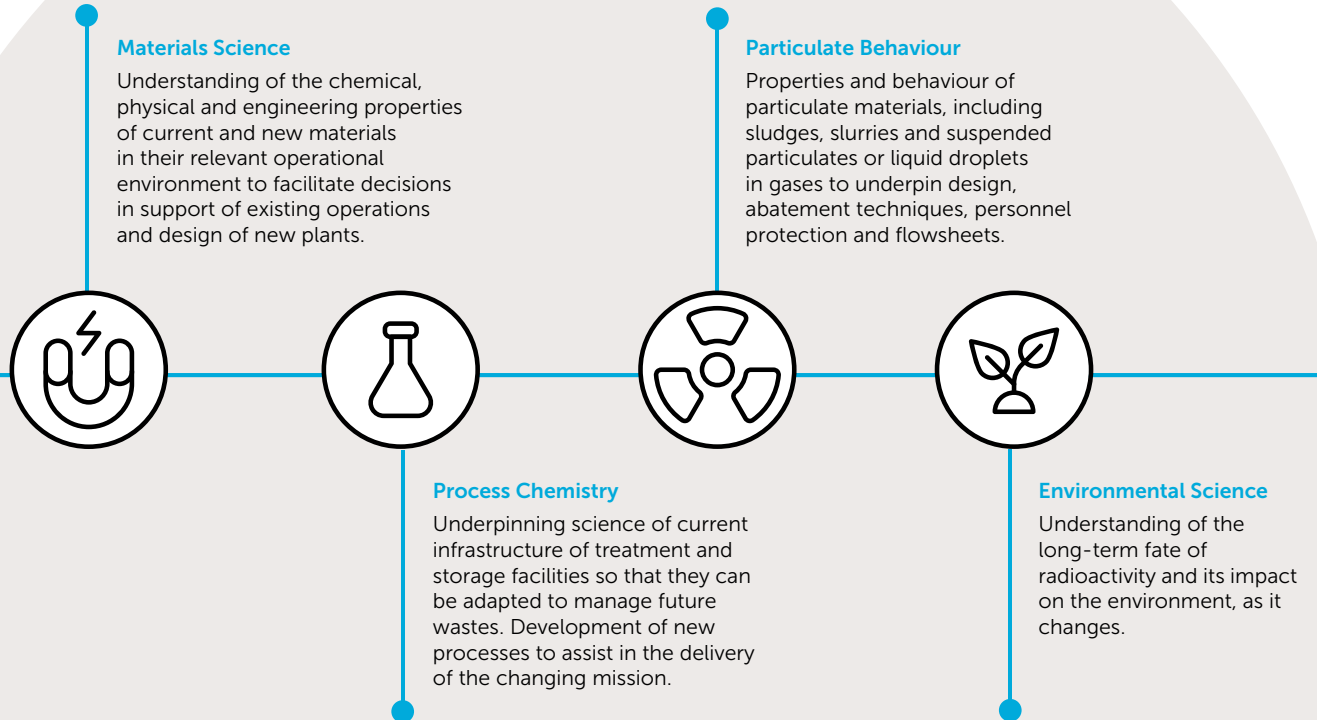 Materials Science
Understanding of the chemical,
physical and engineering properties
of current and new materials
in their relevant operational
environment to facilitate decisions
in support of existing operations
and design of new plants.
Particulate Behaviour
Properties and behaviour of
particulate materials, including
sludges, slurries and suspended
particulates or liquid droplets
in gases to underpin design,
abatement techniques, personnel
protection and flowsheets.
Process Chemistry
Underpinning science of current
infrastructure of treatment and
storage facilities so that they can
be adapted to manage future
wastes. Development of new
processes to assist in the delivery
of the changing mission.
Environmental Science
Understanding of the
long-term fate of
radioactivity and its impact
on the environment, as it
changes.